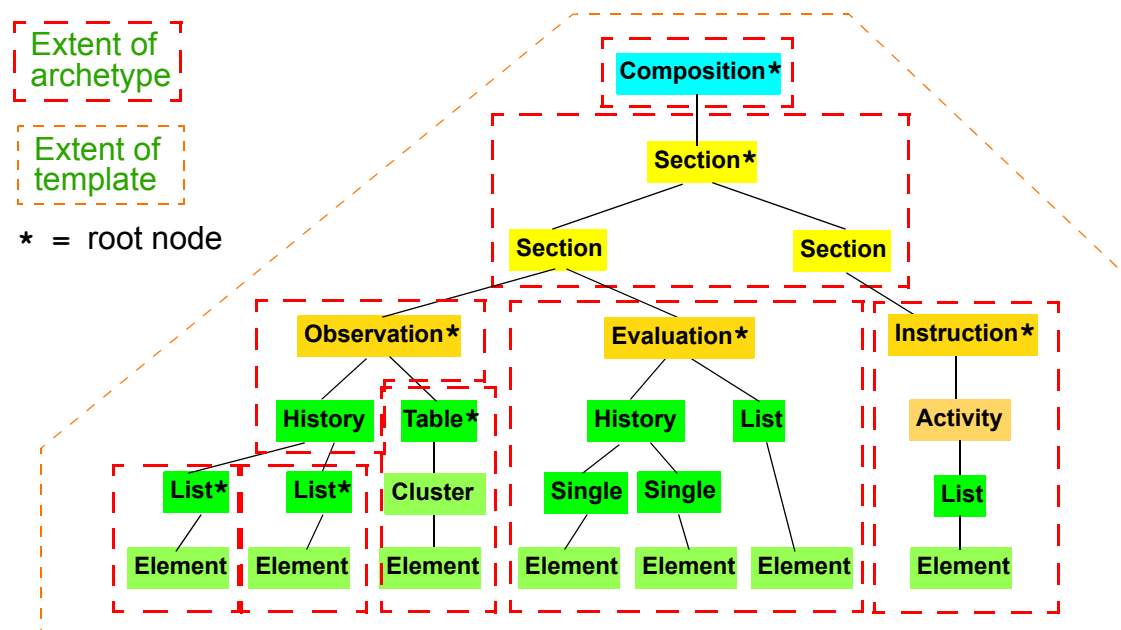 Extent of
archetype
Extent of
template
* = root node
Composition*
Section*
Section
Section
Observation*
Evaluation*
Instruction*
History
Table*
History
List
Activity
List*
List*
Cluster
Single
Single
List
Element
Element
Element
Element
Element
Element
Element